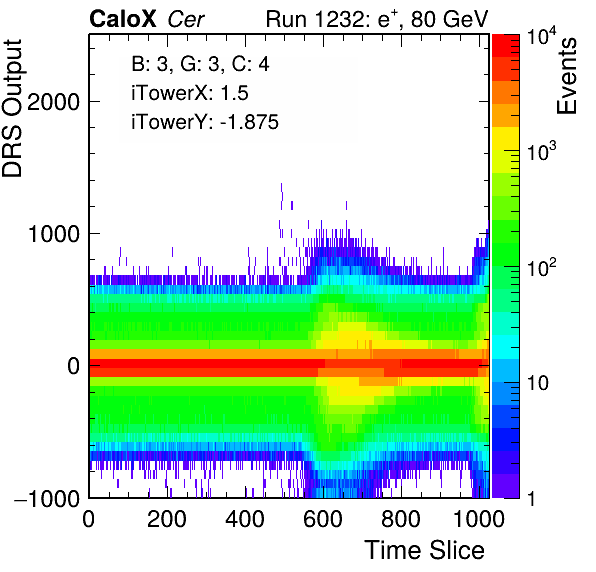 CaloX Cer
Run 1232: e⁺, 80 GeV
B: 3, G: 3, C: 4
iTowerX: 1.5
iTowerY: -1.875
DRS Output
2000
1000
0
−1000
0 200 400 600 800 1000
Time Slice
10⁴
10³
10²
10
1
Events